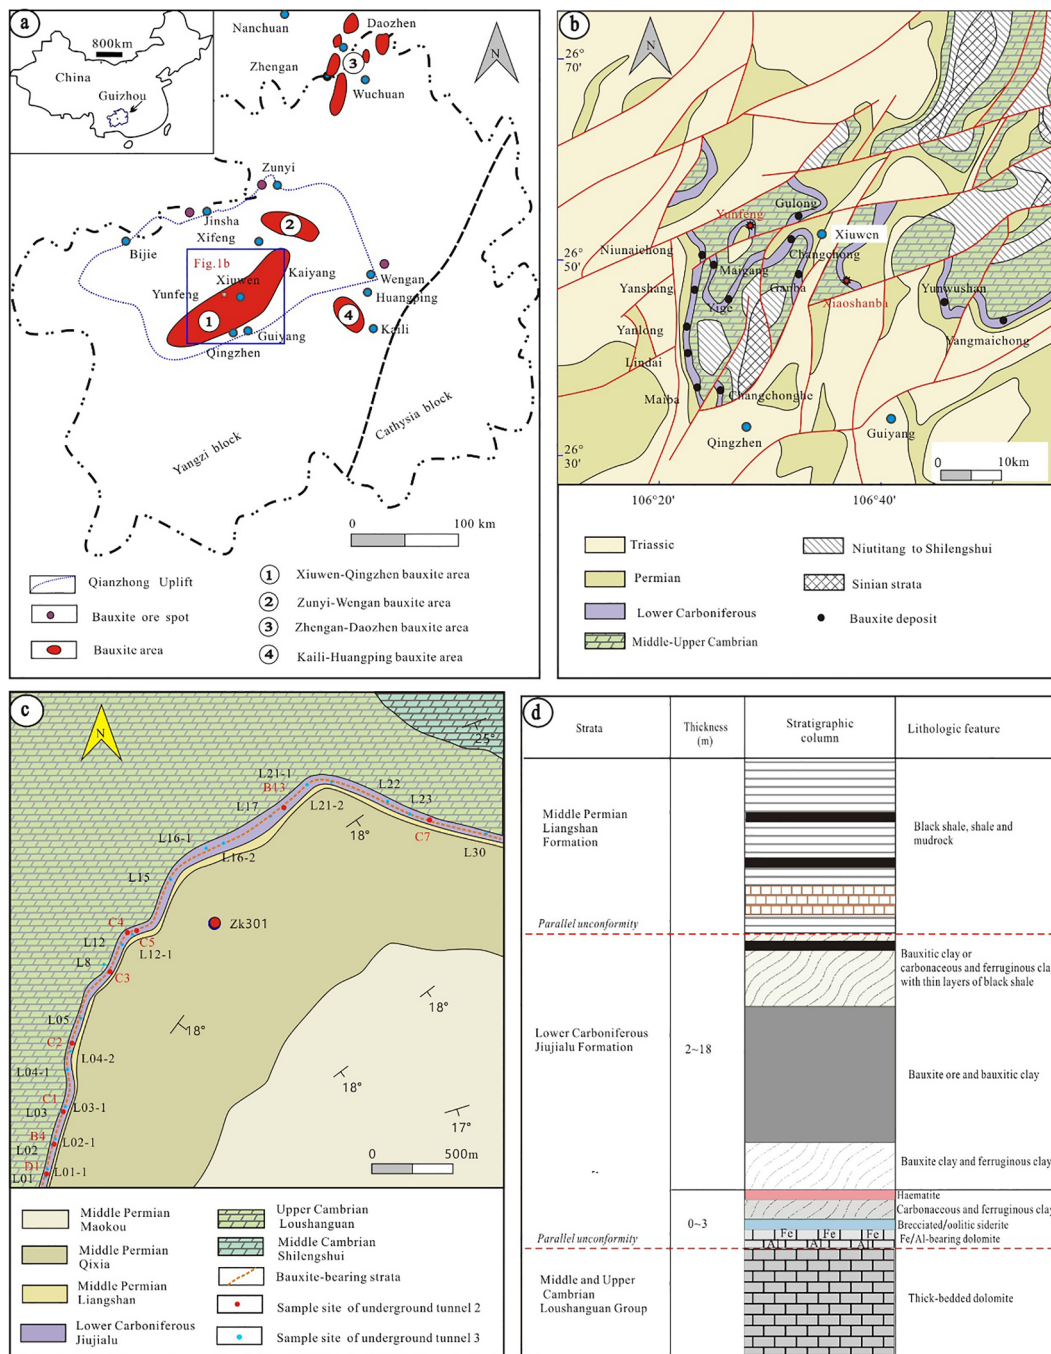 a
800km
China
Guizhou
Nanchuan
Daozhen
N
Zhengan
3
Wuchuan
Zunyi
Jinsha
Xifeng
2
Bijie
Fig.1b
Kaiyang
Xiuwen
Wengan
Yunfeng
Huangping
1
4
Guiyang
Kaili
Qingzhen
Yangzi block
Cathysia block
0
100 km
Qianzhong Uplift
Bauxite ore spot
Bauxite area
1 Xiuwen-Qingzhen bauxite area
2 Zunyi-Wengan bauxite area
3 Zhengan-Daozhen bauxite area
4 Kaili-Huangping bauxite area
b
N
26°
70'
Yunfeng
Gulong
Xiuwen
Niunaichong
26°
50'
Changchong
Maigang
Ganba
Yanshang
Yige
Xiaoshanba
Yunwushan
Yanlong
Yangmaichong
Lindai
Maiba
Changchonghe
Qingzhen
Guiyang
26°
30'
0
10km
106°20'
106°40'
Triassic
Permian
Lower Carboniferous
Middle-Upper Cambrian
Niutitang to Shilengshui
Sinian strata
Bauxite deposit
c
N
25°
L21-1
B13
L22
L17
L21-2
L23
C7
L16-1
18°
L16-2
L30
L15
C4
Zk301
L12
C5
L12-1
L8
C3
L05
18°
17°
C2
L04-2
L04-1
18°
C1
L03
L03-1
17°
B4
L02
L02-1
D1
L01
L01-1
0
500m
Middle Permian
Maokou
Middle Permian
Qixia
Middle Permian
Liangshan
Lower Carboniferous
Jiujialu
Upper Cambrian
Loushanguan
Middle Cambrian
Shilengshui
Bauxite-bearing strata
Sample site of underground tunnel 2
Sample site of underground tunnel 3
d
Strata
Thickness
(m)
Stratigraphic
column
Lithologic feature
Middle Permian
Liangshan
Formation
Black shale, shale and
mudrock
Parallel unconformity
Bauxitic clay or
carbonaceous and ferruginous cla
with thin layers of black shale
Lower Carboniferous
Jiujialu Formation
2~18
Bauxite ore and bauxitic clay
Bauxite clay and ferruginous clay
Haematite
0~3
Carbonaceous and ferruginous clay
Brecciated/oolitic siderite
Fe Fe Fe
Al Al Al
Fe/Al-bearing dolomite
Parallel unconformity
Middle and Upper
Cambrian
Loushanguan Group
Thick-bedded dolomite